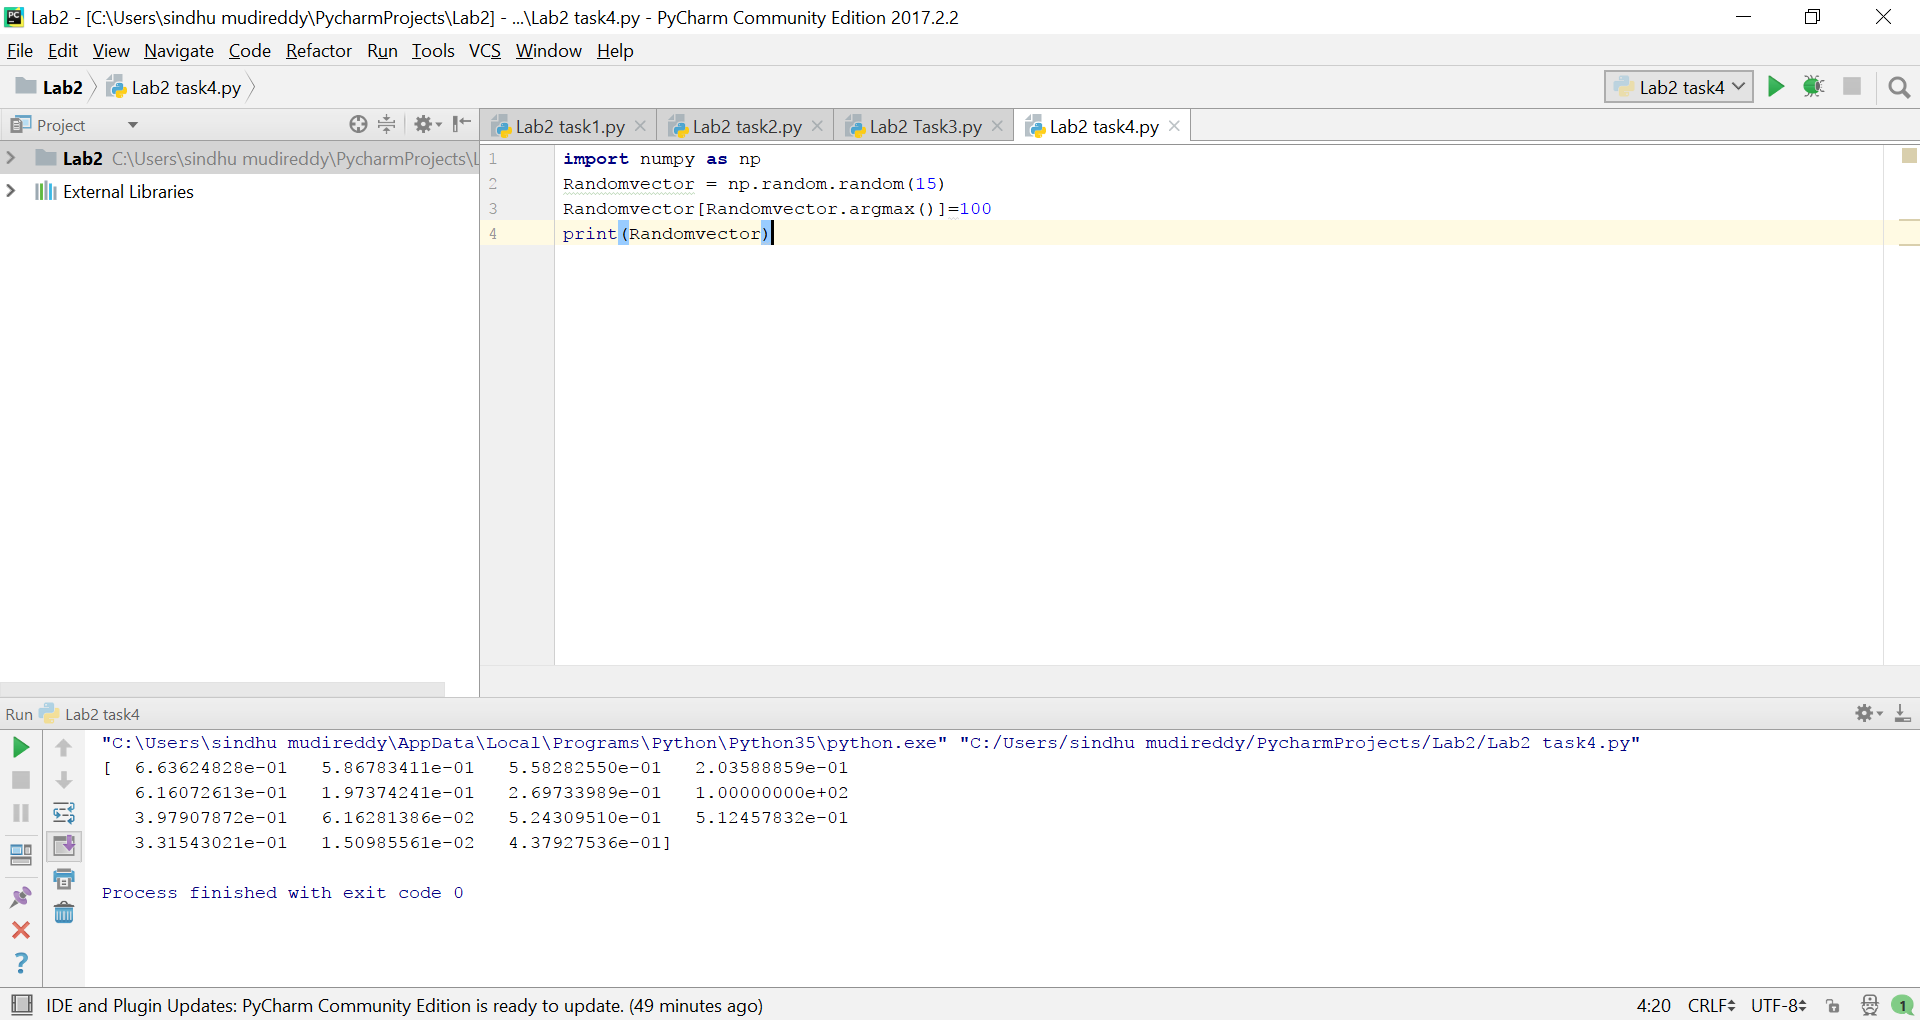 Lab2 - [C:\Users\sindhu mudireddy\PycharmProjects\Lab2] - ...\Lab2 task4.py - PyCharm Community Edition 2017.2.2
File Edit View Navigate Code Refactor Run Tools VCS Window Help
Lab2 Lab2 task4.py Lab2 task4
Project Lab2 task1.py Lab2 task2.py Lab2 Task3.py Lab2 task4.py
Lab2 C:\Users\sindhu mudireddy\PycharmProjects\L
External Libraries
1 import numpy as np
2 Randomvector = np.random.random(15)
3 Randomvector[Randomvector.argmax()]=100
4 print(Randomvector)
Run Lab2 task4
"C:\Users\sindhu mudireddy\AppData\Local\Programs\Python\Python35\python.exe" "C:/Users/sindhu mudireddy/PycharmProjects/Lab2/Lab2 task4.py"
[ 6.63624828e-01 5.86783411e-01 5.58282550e-01 2.03588859e-01
6.16072613e-01 1.97374241e-01 2.69733989e-01 1.00000000e+02
3.97907872e-01 6.16281386e-02 5.24309510e-01 5.12457832e-01
3.31543021e-01 1.50985561e-02 4.37927536e-01]
Process finished with exit code 0
IDE and Plugin Updates: PyCharm Community Edition is ready to update. (49 minutes ago) 4:20 CRLF UTF-8 1